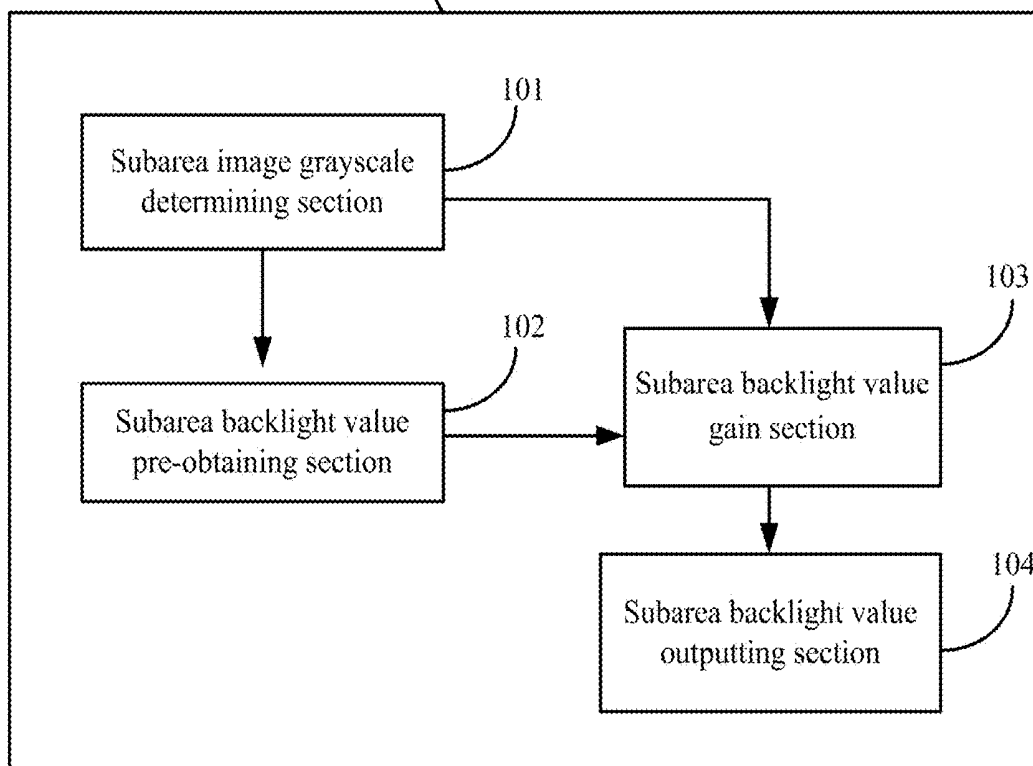 101
Subarea image grayscale
determining section
103
102
Subarea backlight value
pre-obtaining section
Subarea backlight value
gain section
104
Subarea backlight value
outputting section